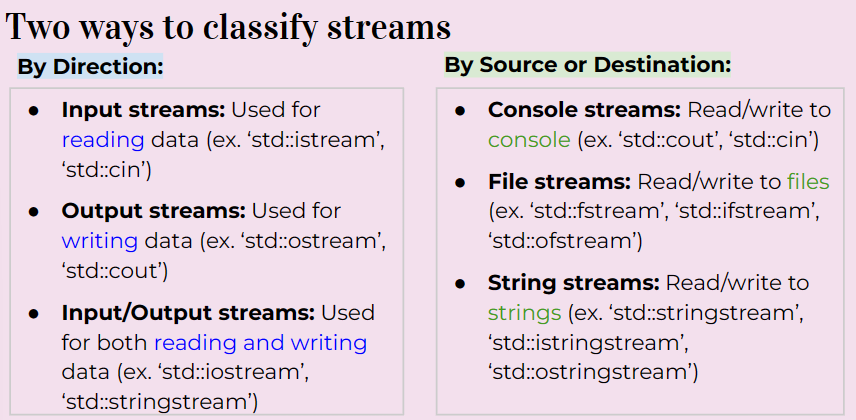 Two ways to classify streams
By Direction:
● Input streams: Used for
reading data (ex. ‘std::istream’,
‘std::cin’)
● Output streams: Used for
writing data (ex. ‘std::ostream’,
‘std::cout’)
● Input/Output streams: Used
for both reading and writing
data (ex. ‘std::iostream’,
‘std::stringstream’)
By Source or Destination:
● Console streams: Read/write to
console (ex. ‘std::cout’, ‘std::cin’)
● File streams: Read/write to files
(ex. ‘std::fstream’, ‘std::ifstream’,
‘std::ofstream’)
● String streams: Read/write to
strings (ex. ‘std::stringstream’,
‘std::istringstream’,
‘std::ostringstream’)